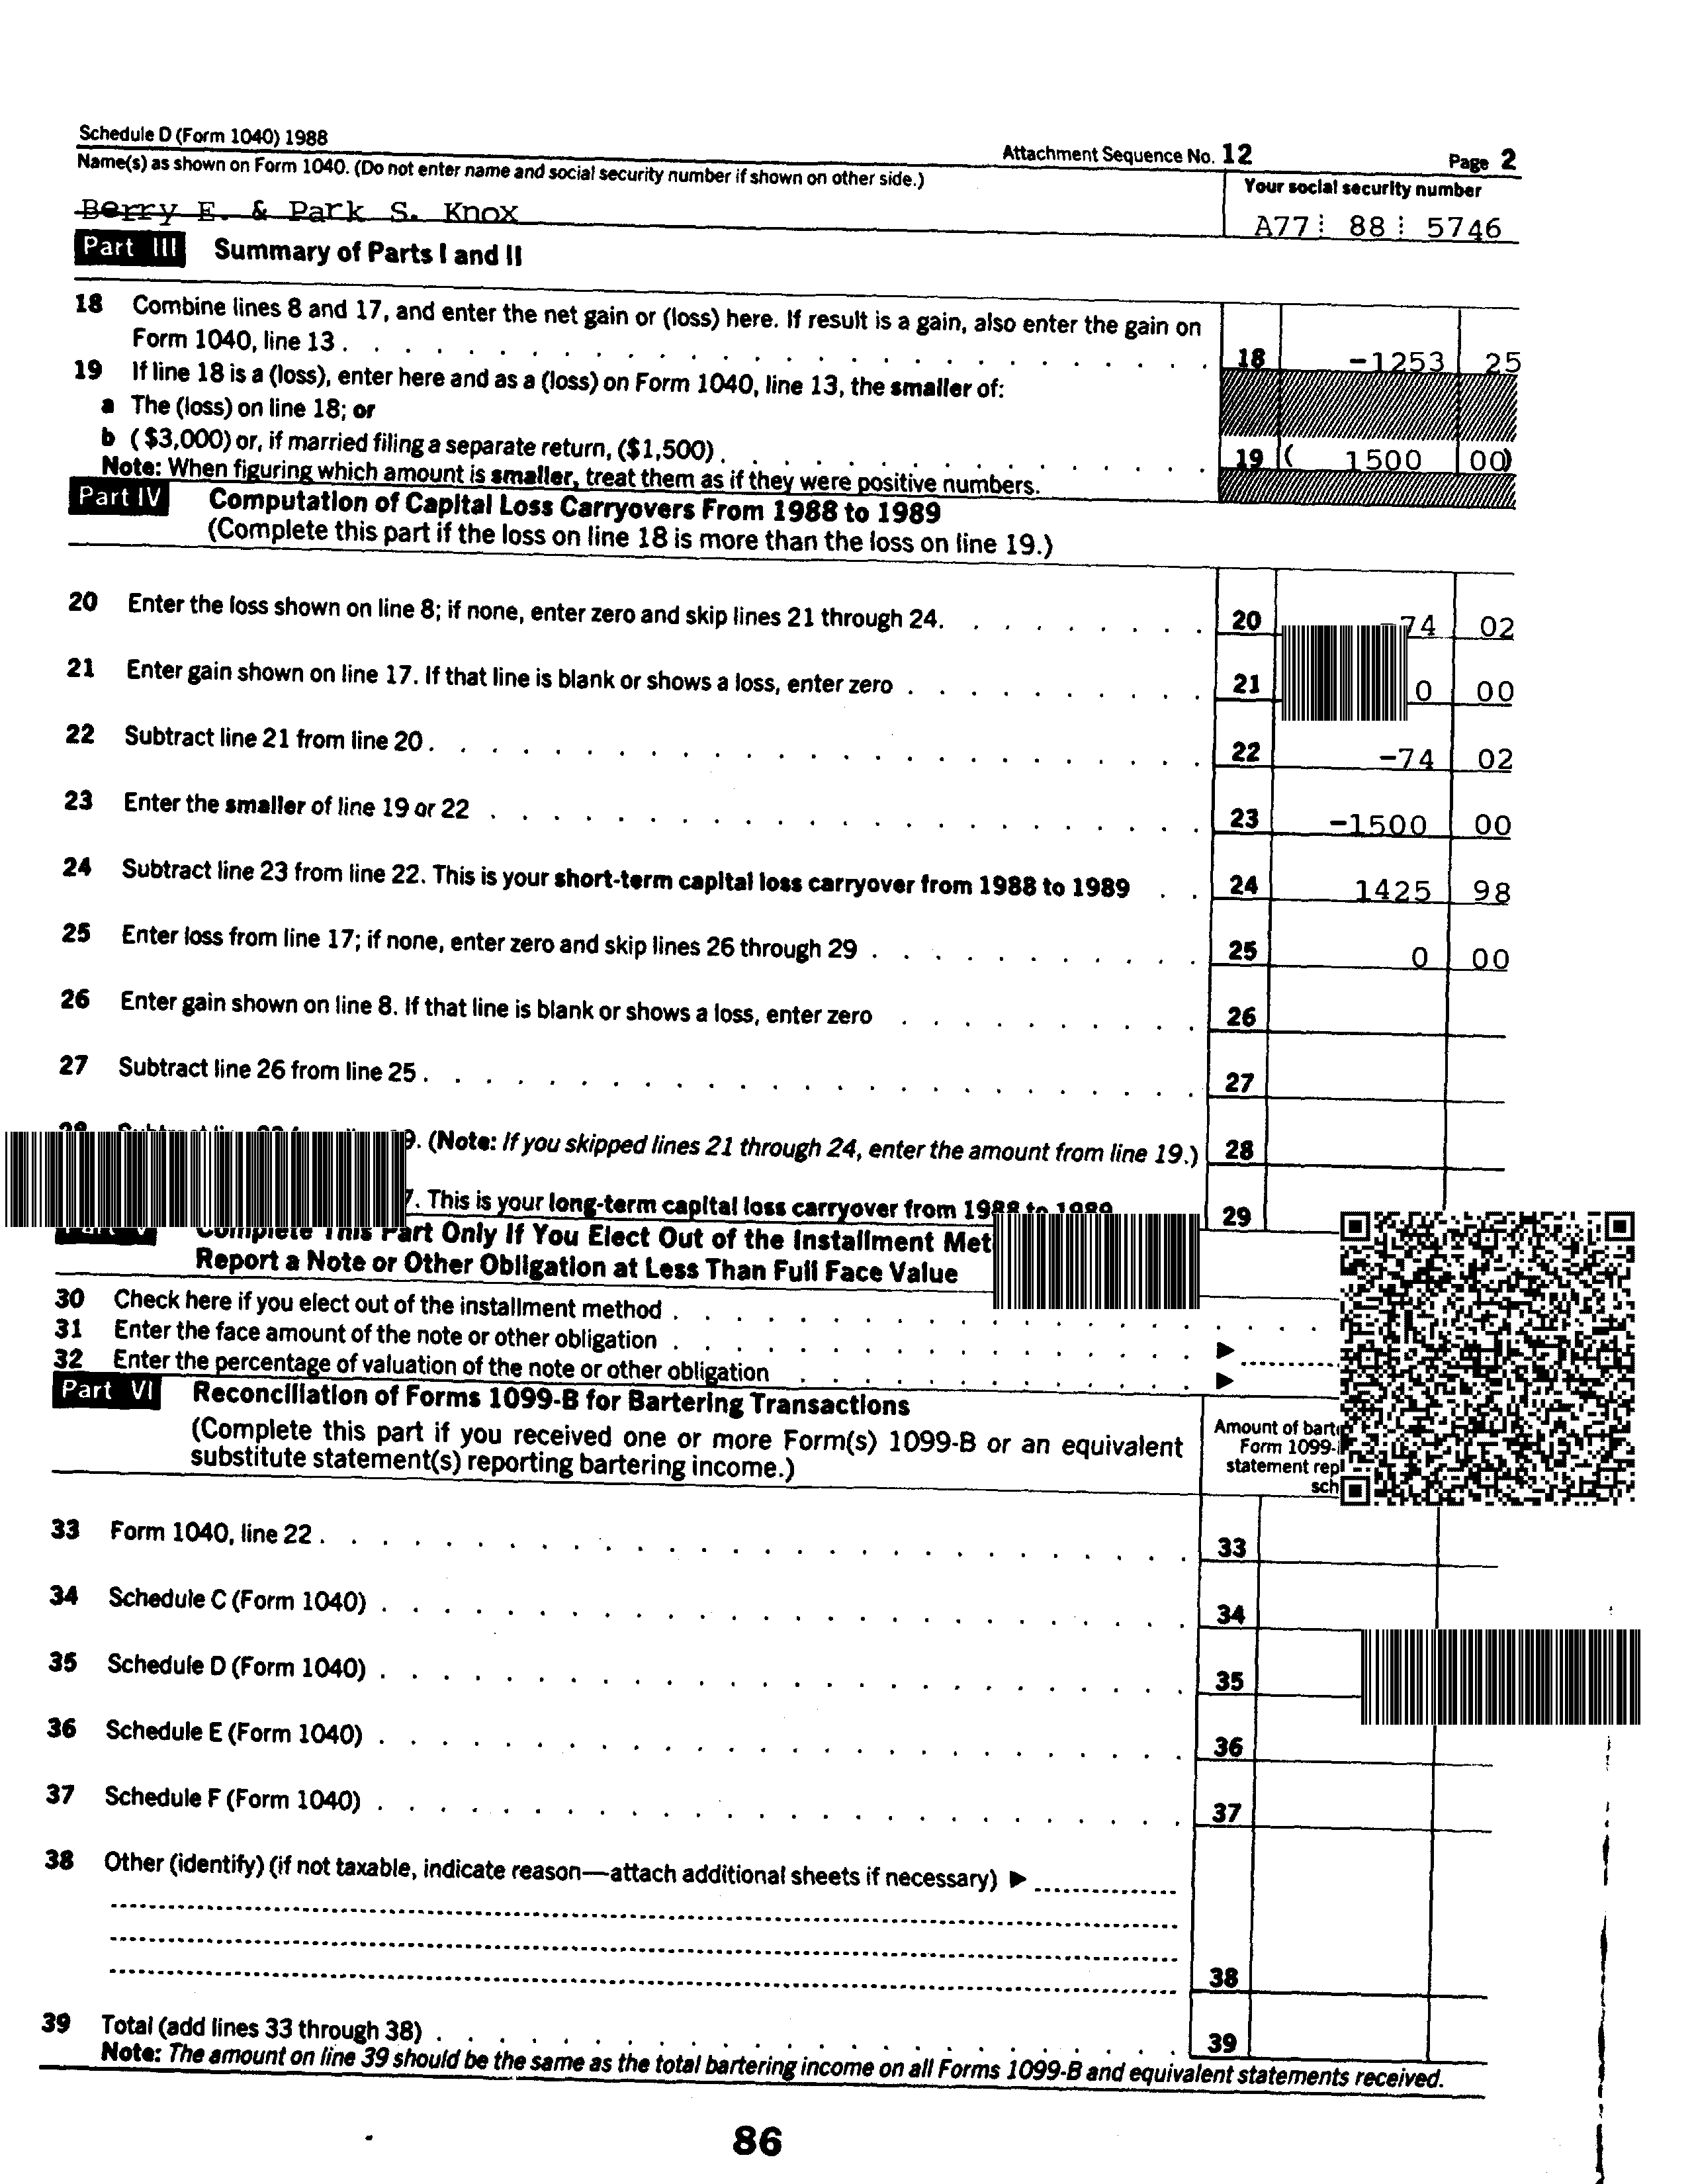 Schedule D (Form 1040) 1988
Attachment Sequence No. 12
Page 2
Name(s) as shown on Form 1040. (Do not enter name and social security number if shown on other side.)
Your social security number
Berry E. & Park S. Knox
A77 88 5746
Part III Summary of Parts I and II
18 Combine lines 8 and 17, and enter the net gain or (loss) here. If result is a gain, also enter the gain on
Form 1040, line 13 . . . 18 -1253 25
19 If line 18 is a (loss), enter here and as a (loss) on Form 1040, line 13, the smaller of:
a The (loss) on line 18; or
b ($3,000) or, if married filing a separate return, ($1,500) . . . 19 ( 1500 00)
Note: When figuring which amount is smaller, treat them as if they were positive numbers.
Part IV Computation of Capital Loss Carryovers From 1988 to 1989
(Complete this part if the loss on line 18 is more than the loss on line 19.)
20 Enter the loss shown on line 8; if none, enter zero and skip lines 21 through 24. . . . 20 -74 02
21 Enter gain shown on line 17. If that line is blank or shows a loss, enter zero . . . 21 0 00
22 Subtract line 21 from line 20 . . . 22 -74 02
23 Enter the smaller of line 19 or 22 . . . 23 -1500 00
24 Subtract line 23 from line 22. This is your short-term capital loss carryover from 1988 to 1989 . . 24 1425 98
25 Enter loss from line 17; if none, enter zero and skip lines 26 through 29 . . . 25 0 00
26 Enter gain shown on line 8. If that line is blank or shows a loss, enter zero . . . 26
27 Subtract line 26 from line 25 . . . 27
9. (Note: If you skipped lines 21 through 24, enter the amount from line 19.) 28
7. This is your long-term capital loss carryover from 1988 to 1989 29
Complete This Part Only If You Elect Out of the Installment
Report a Note or Other Obligation at Less Than Full Face Value
30 Check here if you elect out of the installment method . . .
31 Enter the face amount of the note or other obligation . . . ▶
32 Enter the percentage of valuation of the note or other obligation . . . ▶
Part VI Reconciliation of Forms 1099-B for Bartering Transactions
(Complete this part if you received one or more Form(s) 1099-B or an equivalent
substitute statement(s) reporting bartering income.)
Amount of
Form 1099-
statement
33 Form 1040, line 22 . . . 33
34 Schedule C (Form 1040) . . . 34
35 Schedule D (Form 1040) . . . 35
36 Schedule E (Form 1040) . . . 36
37 Schedule F (Form 1040) . . . 37
38 Other (identify) (if not taxable, indicate reason—attach additional sheets if necessary) ▶
38
39 Total (add lines 33 through 38) . . . 39
Note: The amount on line 39 should be the same as the total bartering income on all Forms 1099-B and equivalent statements received.
86